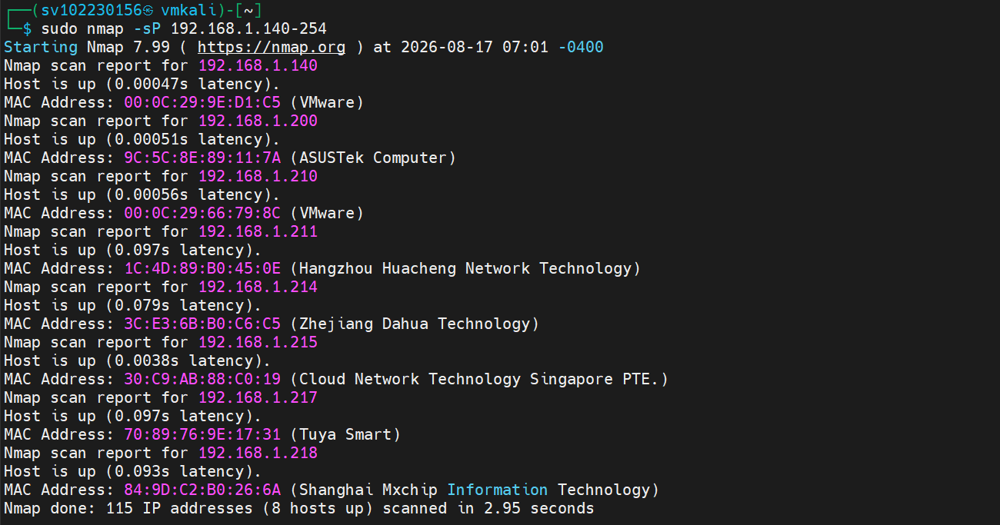 ┌──(sv102230156㉿ vmkali)-[~]
└─$ sudo nmap -sP 192.168.1.140-254
Starting Nmap 7.99 ( https://nmap.org ) at 2026-08-17 07:01 -0400
Nmap scan report for 192.168.1.140
Host is up (0.00047s latency).
MAC Address: 00:0C:29:9E:D1:C5 (VMware)
Nmap scan report for 192.168.1.200
Host is up (0.00051s latency).
MAC Address: 9C:5C:8E:89:11:7A (ASUSTek Computer)
Nmap scan report for 192.168.1.210
Host is up (0.00056s latency).
MAC Address: 00:0C:29:66:79:8C (VMware)
Nmap scan report for 192.168.1.211
Host is up (0.097s latency).
MAC Address: 1C:4D:89:B0:45:0E (Hangzhou Huacheng Network Technology)
Nmap scan report for 192.168.1.214
Host is up (0.079s latency).
MAC Address: 3C:E3:6B:B0:C6:C5 (Zhejiang Dahua Technology)
Nmap scan report for 192.168.1.215
Host is up (0.0038s latency).
MAC Address: 30:C9:AB:88:C0:19 (Cloud Network Technology Singapore PTE.)
Nmap scan report for 192.168.1.217
Host is up (0.097s latency).
MAC Address: 70:89:76:9E:17:31 (Tuya Smart)
Nmap scan report for 192.168.1.218
Host is up (0.093s latency).
MAC Address: 84:9D:C2:B0:26:6A (Shanghai Mxchip Information Technology)
Nmap done: 115 IP addresses (8 hosts up) scanned in 2.95 seconds